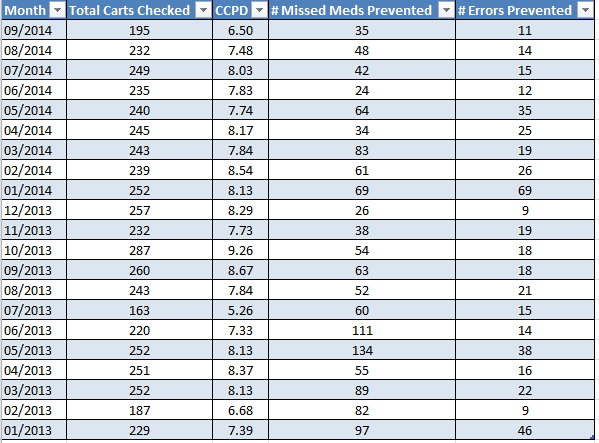 Month Total Carts Checked CCPD # Missed Meds Prevented # Errors Prevented
09/2014 195 6.50 35 11
08/2014 232 7.48 48 14
07/2014 249 8.03 42 15
06/2014 235 7.83 24 12
05/2014 240 7.74 64 35
04/2014 245 8.17 34 25
03/2014 243 7.84 83 19
02/2014 239 8.54 61 26
01/2014 252 8.13 69 69
12/2013 257 8.29 26 9
11/2013 232 7.73 38 19
10/2013 287 9.26 54 18
09/2013 260 8.67 63 18
08/2013 243 7.84 52 21
07/2013 163 5.26 60 15
06/2013 220 7.33 111 14
05/2013 252 8.13 134 38
04/2013 251 8.37 55 16
03/2013 252 8.13 89 22
02/2013 187 6.68 82 9
01/2013 229 7.39 97 46